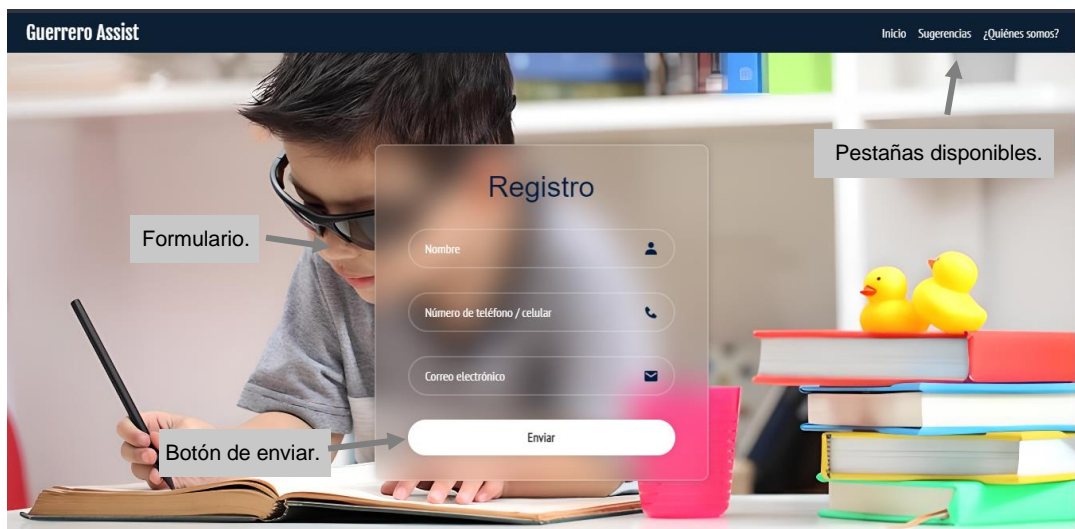 Guerrero Assist
Inicio Sugerencias ¿Quiénes somos?
Pestañas disponibles.
Registro
Formulario.
Nombre
Número de teléfono / celular
Correo electrónico
Enviar
Botón de enviar.